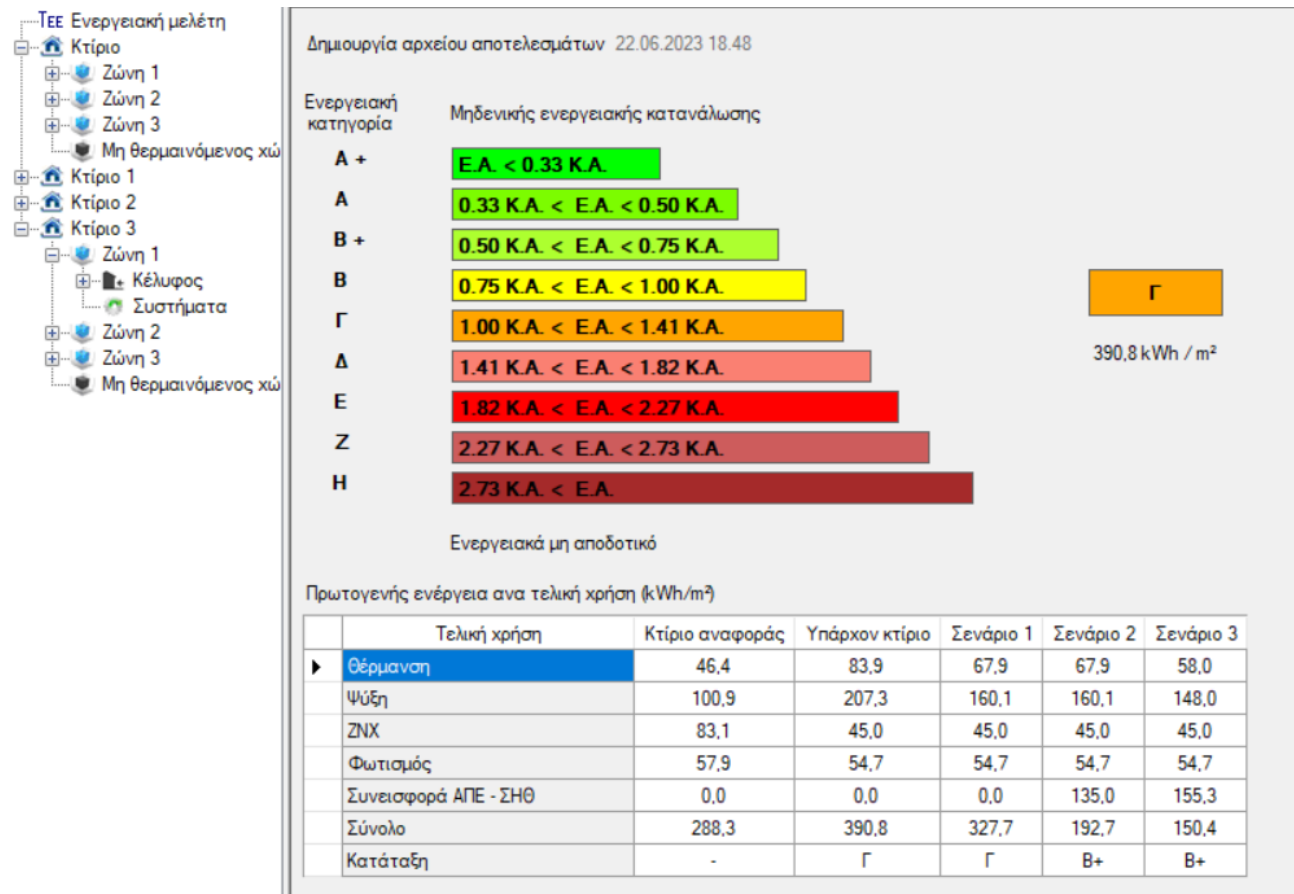 ΤΕΕ Ενεργειακή μελέτη
Κτίριο
Ζώνη 1
Ζώνη 2
Ζώνη 3
Μη θερμαινόμενος χώ
Κτίριο 1
Κτίριο 2
Κτίριο 3
Ζώνη 1
Κέλυφος
Συστήματα
Ζώνη 2
Ζώνη 3
Μη θερμαινόμενος χώ
Δημιουργία αρχείου αποτελεσμάτων 22.06.2023 18.48
Ενεργειακή κατηγορία
Μηδενικής ενεργειακής κατανάλωσης
Α + Ε.Α. < 0.33 Κ.Α.
Α 0.33 Κ.Α. < Ε.Α. < 0.50 Κ.Α.
Β + 0.50 Κ.Α. < Ε.Α. < 0.75 Κ.Α.
Β 0.75 Κ.Α. < Ε.Α. < 1.00 Κ.Α.
Γ 1.00 Κ.Α. < Ε.Α. < 1.41 Κ.Α.
Δ 1.41 Κ.Α. < Ε.Α. < 1.82 Κ.Α.
Ε 1.82 Κ.Α. < Ε.Α. < 2.27 Κ.Α.
Ζ 2.27 Κ.Α. < Ε.Α. < 2.73 Κ.Α.
Η 2.73 Κ.Α. < Ε.Α.
Γ
390,8 kWh / m²
Ενεργειακά μη αποδοτικό
Πρωτογενής ενέργεια ανα τελική χρήση (kWh/m²)
Τελική χρήση Κτίριο αναφοράς Υπάρχον κτίριο Σενάριο 1 Σενάριο 2 Σενάριο 3
Θέρμανση 46,4 83,9 67,9 67,9 58,0
Ψύξη 100,9 207,3 160,1 160,1 148,0
ΖΝΧ 83,1 45,0 45,0 45,0 45,0
Φωτισμός 57,9 54,7 54,7 54,7 54,7
Συνεισφορά ΑΠΕ - ΣΗΘ 0,0 0,0 0,0 135,0 155,3
Σύνολο 288,3 390,8 327,7 192,7 150,4
Κατάταξη - Γ Γ Β+ Β+